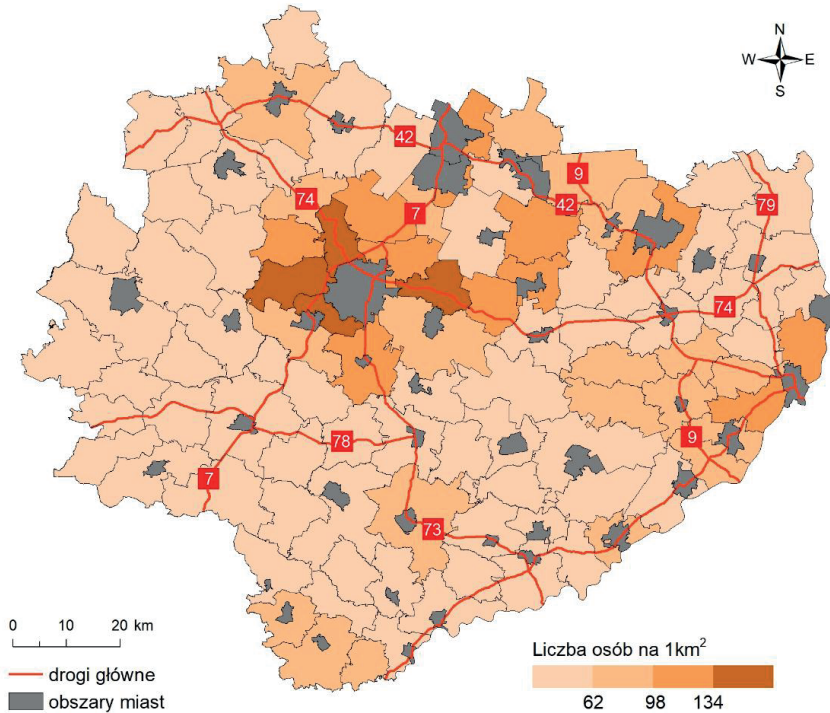 N
W E
S
42
9
74
7
42
79
74
78
9
7
73
0 10 20 km
drogi główne
obszary miast
Liczba osób na 1km²
62 98 134